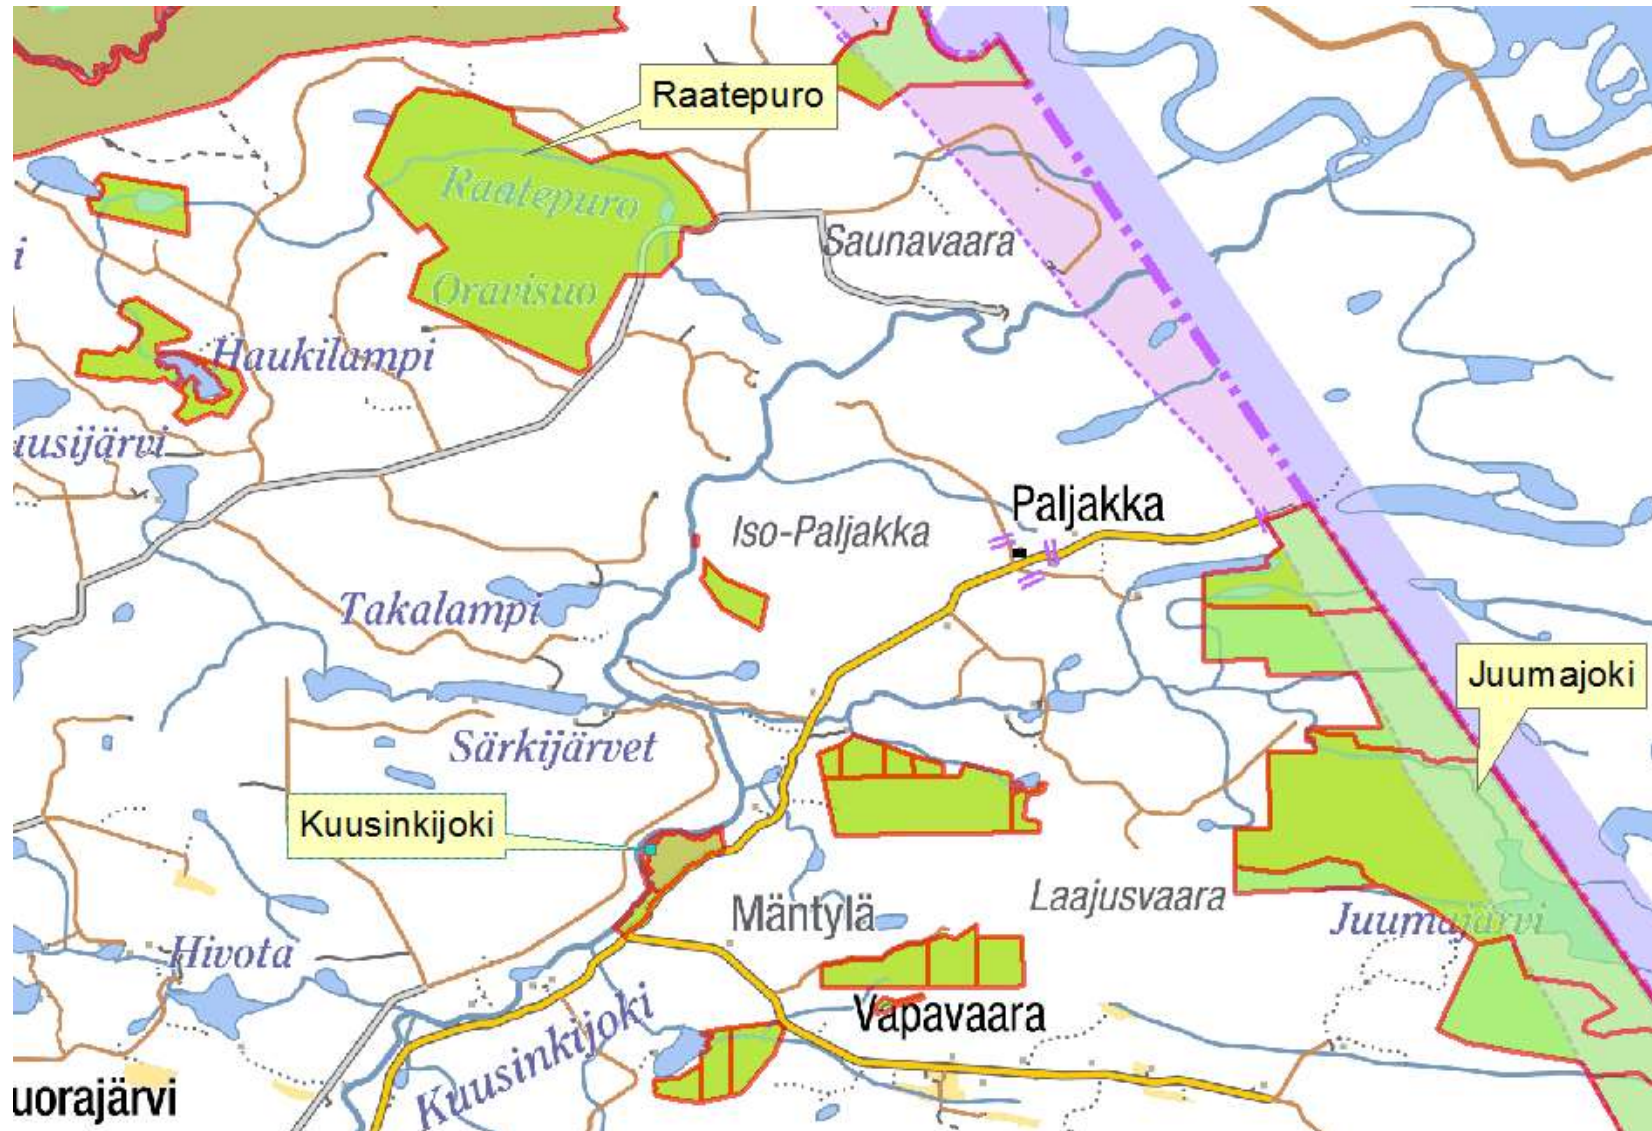 Raatepuro
Raatepuro
Saunavaara
i
Oravisuo
Haukilampi
uusijärvi
Paljakka
Iso-Paljakka
Takalampi
Juumajoki
Särkijärvet
Kuusinkijoki
Laajusvaara
Mäntylä
Juumajärvi
Hivota
Vapavaara
Kuusinkijoki
uorajärvi